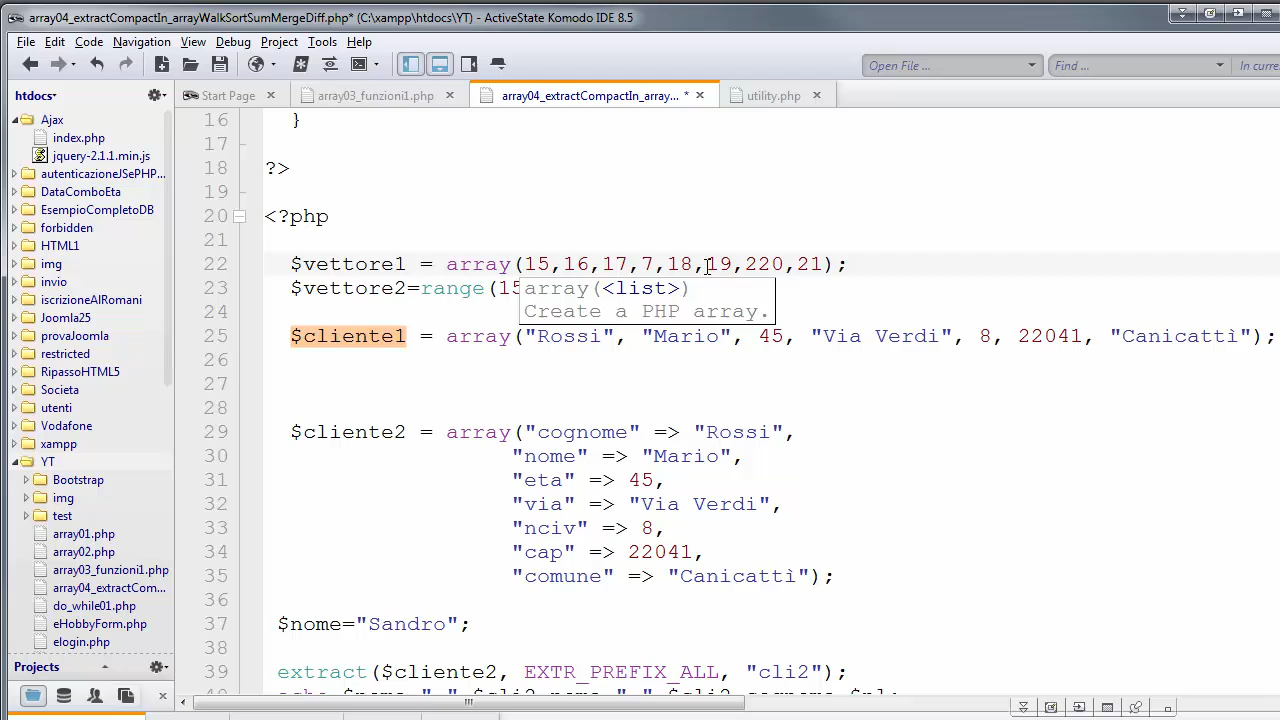 array04_extractCompactIn_arrayWalkSortSumMergeDiff.php* (C:\xampp\htdocs\YT) - ActiveState Komodo IDE 8.5
File Edit Code Navigation View Debug Project Tools Help
Open File ... Find ... In curre
htdocs
Start Page array03_funzioni1.php array04_extractCompactIn_array... * utility.php
Ajax
index.php
jquery-2.1.1.min.js
autenticazioneJSePHP...
DataComboEta
EsempioCompletoDB
forbidden
HTML1
img
invio
iscrizioneAIRomani
Joomla25
provaJoomla
restricted
RipassoHTML5
Societa
utenti
Vodafone
xampp
YT
Bootstrap
img
test
array01.php
array02.php
array03_funzioni1.php
array04_extractCom...
do_while01.php
eHobbyForm.php
elogin.php
Projects
16 }
17
18 ?>
19
20 <?php
21
22 $vettore1 = array(15,16,17,7,18,19,220,21);
23 $vettore2=range(15
array(<list>)
Create a PHP array.
24
25 $cliente1 = array("Rossi", "Mario", 45, "Via Verdi", 8, 22041, "Canicattì");
26
27
28
29 $cliente2 = array("cognome" => "Rossi",
30 "nome" => "Mario",
31 "eta" => 45,
32 "via" => "Via Verdi",
33 "nciv" => 8,
34 "cap" => 22041,
35 "comune" => "Canicattì");
36
37 $nome="Sandro";
38
39 extract($cliente2, EXTR_PREFIX_ALL, "cli2");